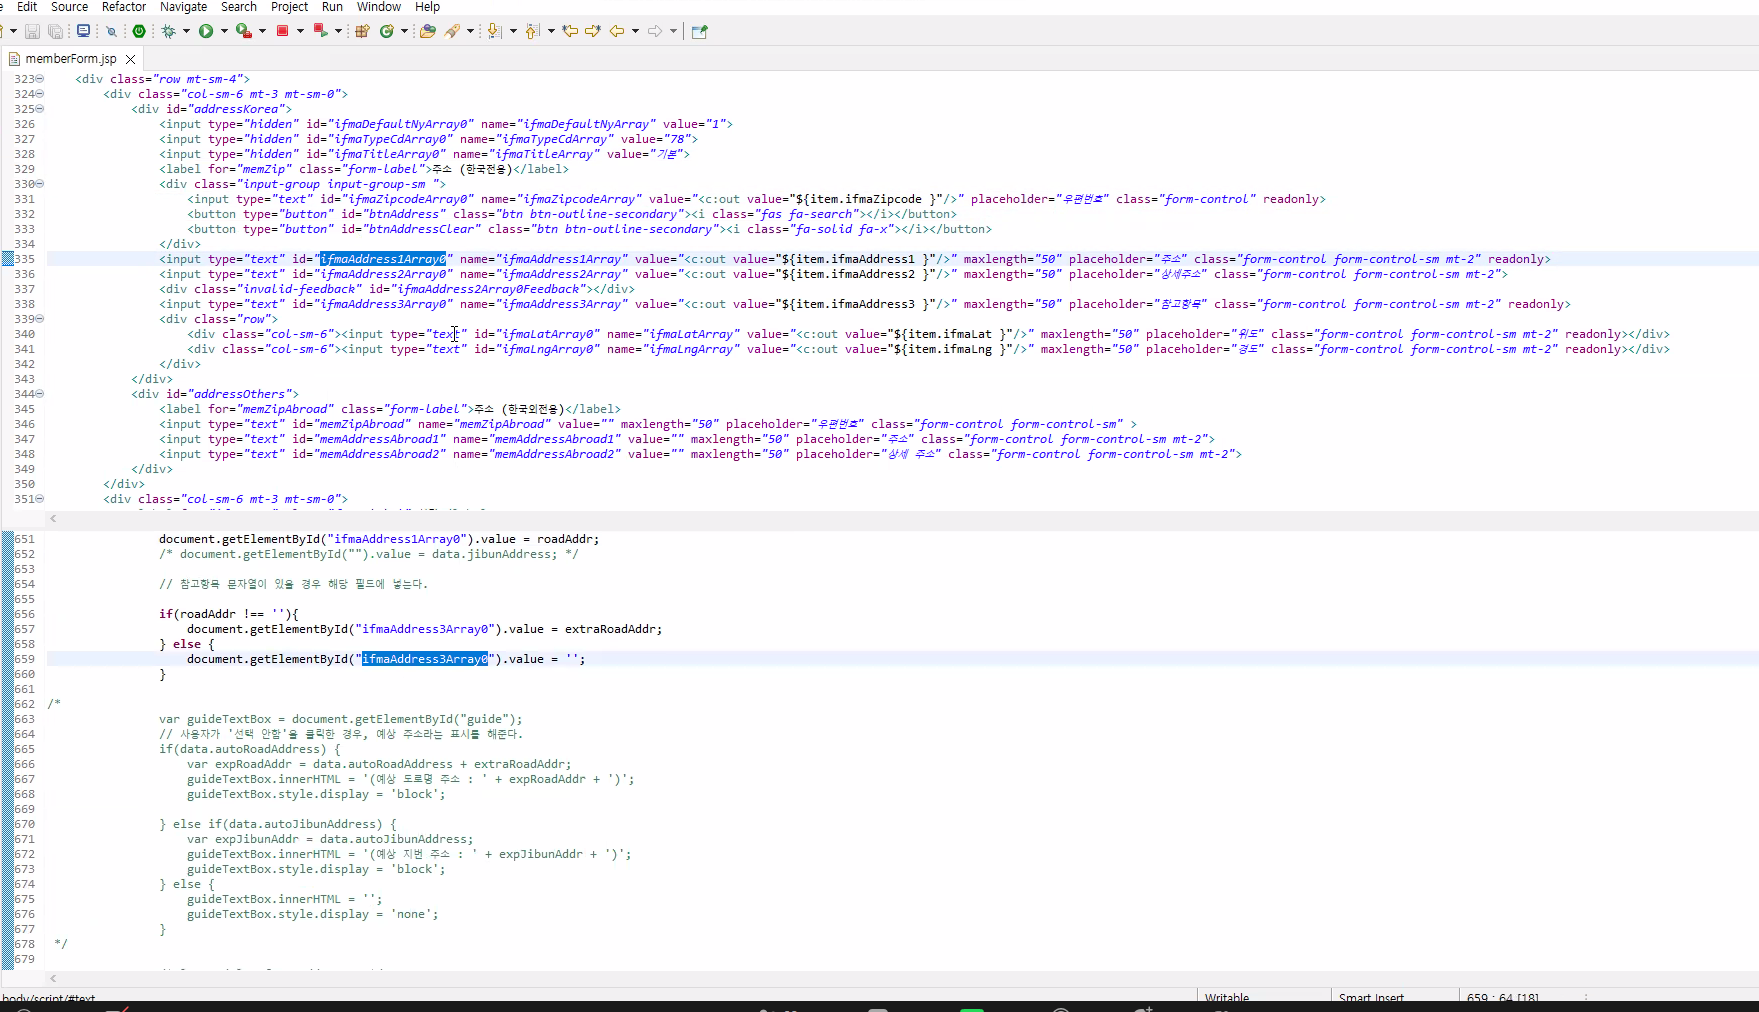 Edit Source Refactor Navigate Search Project Run Window Help
memberForm.jsp
323 <div class="row mt-sm-4">
324 <div class="col-sm-6 mt-3 mt-sm-0">
325 <div id="addressKorea">
326 <input type="hidden" id="ifmaDefaultNyArray0" name="ifmaDefaultNyArray" value="1">
327 <input type="hidden" id="ifmaTypeCdArray0" name="ifmaTypeCdArray" value="78">
328 <input type="hidden" id="ifmaTitleArray0" name="ifmaTitleArray" value="기본">
329 <label for="memZip" class="form-label">주소 (한국전용)</label>
330 <div class="input-group input-group-sm ">
331 <input type="text" id="ifmaZipcodeArray0" name="ifmaZipcodeArray" value="<c:out value="${item.ifmaZipcode }"/>" placeholder="우편번호" class="form-control" readonly>
332 <button type="button" id="btnAddress" class="btn btn-outline-secondary"><i class="fas fa-search"></i></button>
333 <button type="button" id="btnAddressClear" class="btn btn-outline-secondary"><i class="fa-solid fa-x"></i></button>
334 </div>
335 <input type="text" id="ifmaAddress1Array0" name="ifmaAddress1Array" value="<c:out value="${item.ifmaAddress1 }"/>" maxlength="50" placeholder="주소" class="form-control form-control-sm mt-2" readonly>
336 <input type="text" id="ifmaAddress2Array0" name="ifmaAddress2Array" value="<c:out value="${item.ifmaAddress2 }"/>" maxlength="50" placeholder="상세주소" class="form-control form-control-sm mt-2">
337 <div class="invalid-feedback" id="ifmaAddress2Array0Feedback"></div>
338 <input type="text" id="ifmaAddress3Array0" name="ifmaAddress3Array" value="<c:out value="${item.ifmaAddress3 }"/>" maxlength="50" placeholder="참고항목" class="form-control form-control-sm mt-2" readonly>
339 <div class="row">
340 <div class="col-sm-6"><input type="text" id="ifmaLatArray0" name="ifmaLatArray" value="<c:out value="${item.ifmaLat }"/>" maxlength="50" placeholder="위도" class="form-control form-control-sm mt-2" readonly></div>
341 <div class="col-sm-6"><input type="text" id="ifmaLngArray0" name="ifmaLngArray" value="<c:out value="${item.ifmaLng }"/>" maxlength="50" placeholder="경도" class="form-control form-control-sm mt-2" readonly></div>
342 </div>
343 </div>
344 <div id="addressOthers">
345 <label for="memZipAbroad" class="form-label">주소 (한국외전용)</label>
346 <input type="text" id="memZipAbroad" name="memZipAbroad" value="" maxlength="50" placeholder="우편번호" class="form-control form-control-sm" >
347 <input type="text" id="memAddressAbroad1" name="memAddressAbroad1" value="" maxlength="50" placeholder="주소" class="form-control form-control-sm mt-2">
348 <input type="text" id="memAddressAbroad2" name="memAddressAbroad2" value="" maxlength="50" placeholder="상세 주소" class="form-control form-control-sm mt-2">
349 </div>
350 </div>
351 <div class="col-sm-6 mt-3 mt-sm-0">
651 document.getElementById("ifmaAddress1Array0").value = roadAddr;
652 /* document.getElementById("").value = data.jibunAddress; */
653
654 // 참고항목 문자열이 있을 경우 해당 필드에 넣는다.
655
656 if(roadAddr !== ''){
657 document.getElementById("ifmaAddress3Array0").value = extraRoadAddr;
658 } else {
659 document.getElementById("ifmaAddress3Array0").value = '';
660 }
661
662 /*
663 var guideTextBox = document.getElementById("guide");
664 // 사용자가 '선택 안함'을 클릭한 경우, 예상 주소라는 표시를 해준다.
665 if(data.autoRoadAddress) {
666 var expRoadAddr = data.autoRoadAddress + extraRoadAddr;
667 guideTextBox.innerHTML = '(예상 도로명 주소 : ' + expRoadAddr + ')';
668 guideTextBox.style.display = 'block';
669
670 } else if(data.autoJibunAddress) {
671 var expJibunAddr = data.autoJibunAddress;
672 guideTextBox.innerHTML = '(예상 지번 주소 : ' + expJibunAddr + ')';
673 guideTextBox.style.display = 'block';
674 } else {
675 guideTextBox.innerHTML = '';
676 guideTextBox.style.display = 'none';
677 }
678 */
679
body/script/#text Writable Smart Insert 659 : 64 [18]